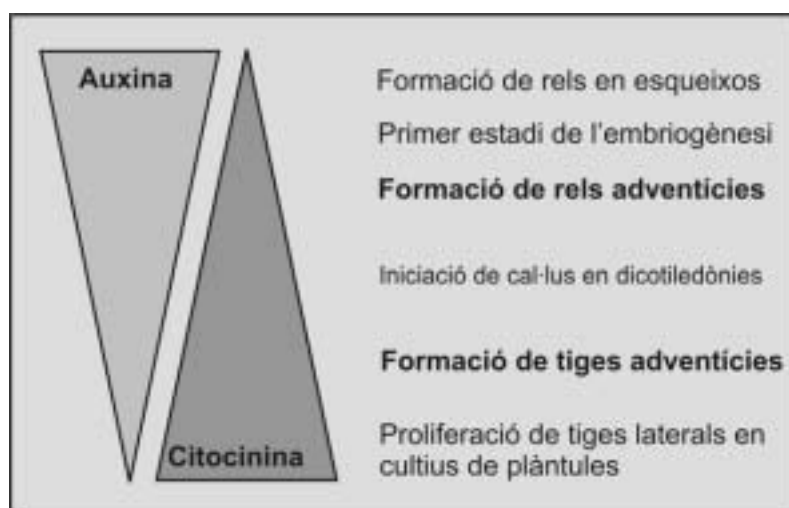 Auxina
Formació de rels en esqueixos
Primer estadi de l'embriogènesi
Formació de rels adventícies
Iniciació de cal·lus en dicotiledònies
Formació de tiges adventícies
Citocinina
Proliferació de tiges laterals en
cultius de plàntules